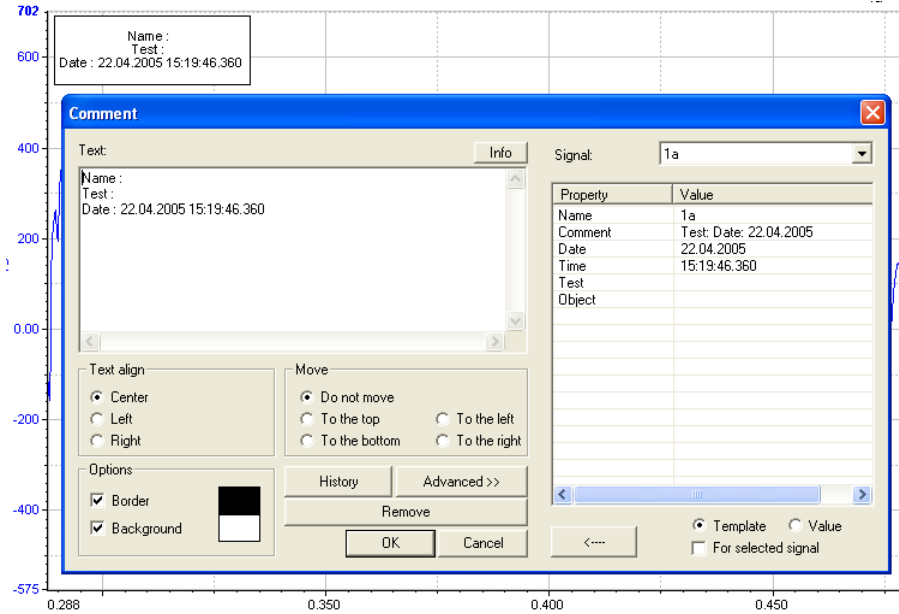 702
Name :
Test :
Date : 22.04.2005 15:19:46.360
600
Comment
400
Text:
Info
Name :
Test :
Date : 22.04.2005 15:19:46.360
Signal:
1a
Property Value
Name 1a
Comment Test: Date: 22.04.2005
Date 22.04.2005
Time 15:19:46.360
Test
Object
200
0.00
Text align
Center
Left
Right
Move
Do not move
To the top To the left
To the bottom To the right
-200
Options
Border
Background
History Advanced >>
Remove
OK Cancel
<----
Template Value
For selected signal
-400
-575
0.288 0.350 0.400 0.450